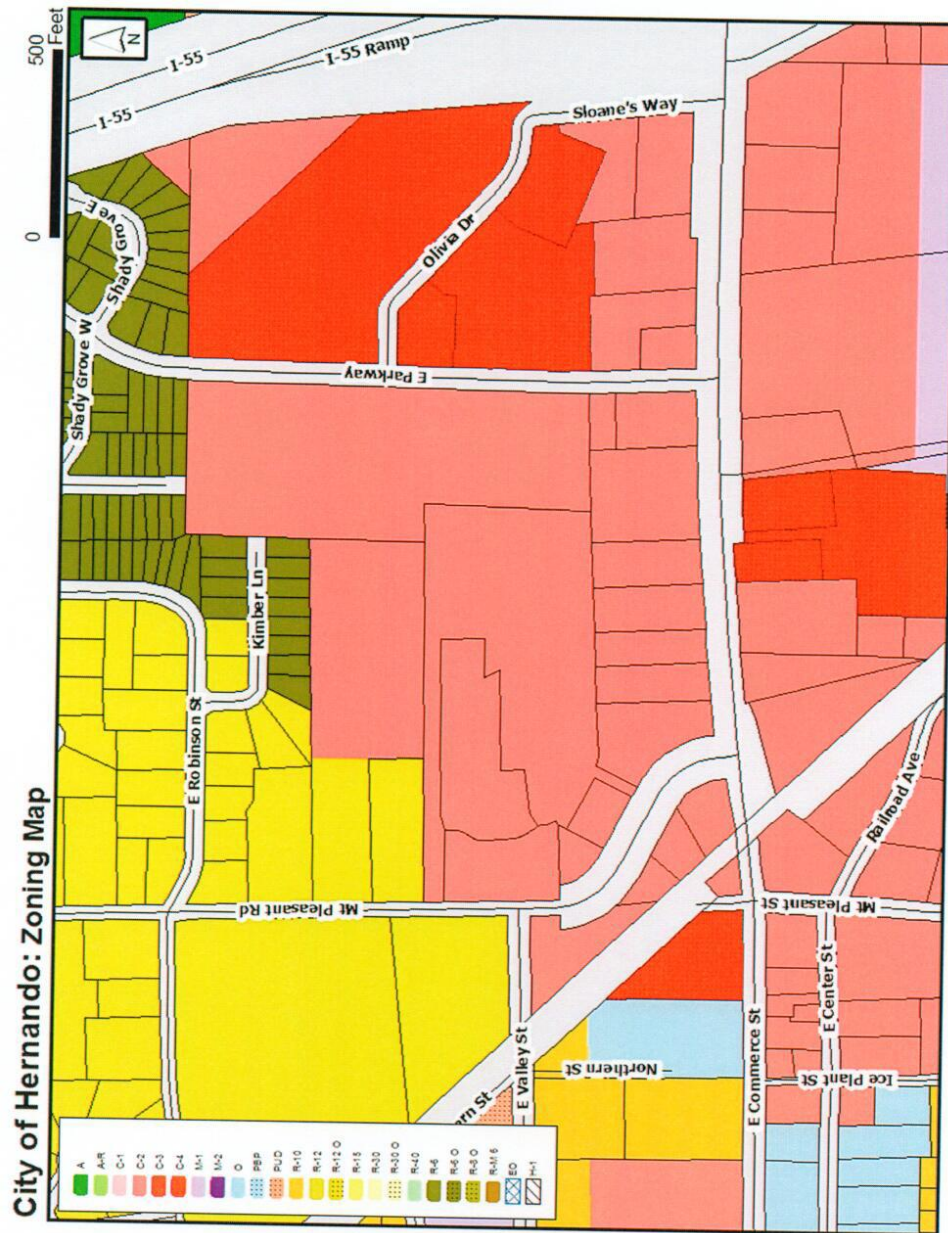 City of Hernando: Zoning Map
0
500
Feet
N
I-55
I-55
I-55 Ramp
Shady Grove W
Shady Grove E
Sloane's Way
Olivia Dr
E Parkway
Kimber Ln
E Robinson St
Mt Pleasant Rd
E Valley St
ern St
Northern St
E Commerce St
Mt Pleasant St
Railroad Ave
E Center St
Ice Plant St
A
A-R
C-1
C-2
C-3
C-4
M-1
M-2
O
PBP
PUD
R-10
R-12
R-12 O
R-15
R-30
R-30 O
R-40
R-6
R-6 O
R-8 O
R-M 6
EO
H-1